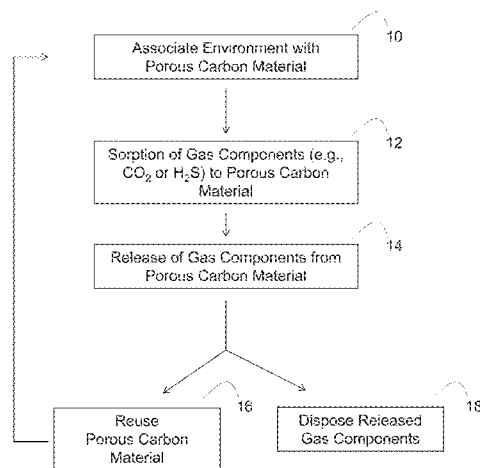 10
Associate Environment with
Porous Carbon Material
12
Sorption of Gas Components (e.g.,
CO₂ or H₂S) to Porous Carbon
Material
14
Release of Gas Components from
Porous Carbon Material
16
Reuse
Porous Carbon
Material
18
Dispose Released
Gas Components